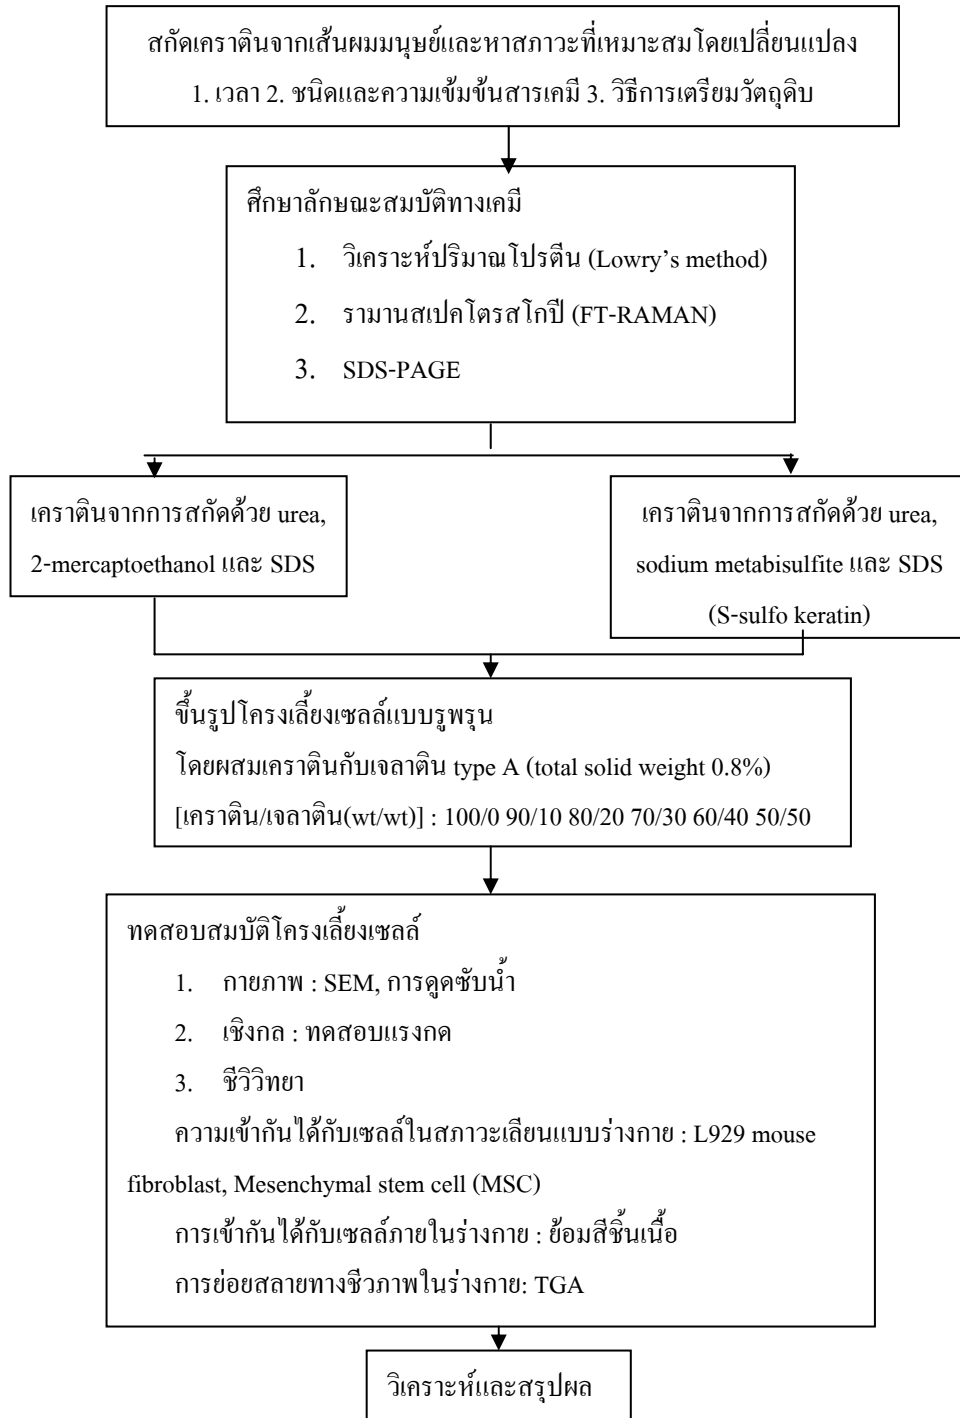 สกัดเคราตินจากเส้นผมมนุษย์และหาสภาวะที่เหมาะสมโดยเปลี่ยนแปลง
1. เวลา 2. ชนิดและความเข้มข้นสารเคมี 3. วิธีการเตรียมวัตถุดิบ
ศึกษาลักษณะสมบัติทางเคมี
1. วิเคราะห์ปริมาณโปรตีน (Lowry’s method)
2. รามานสเปคโตรสโกปี (FT-RAMAN)
3. SDS-PAGE
เคราตินจากการสกัดด้วย urea,
2-mercaptoethanol และ SDS
เคราตินจากการสกัดด้วย urea,
sodium metabisulfite และ SDS
(S-sulfo keratin)
ขึ้นรูปโครงเลี้ยงเซลล์แบบรูพรุน
โดยผสมเคราตินกับเจลาติน type A (total solid weight 0.8%)
[เคราติน/เจลาติน(wt/wt)] : 100/0 90/10 80/20 70/30 60/40 50/50
ทดสอบสมบัติโครงเลี้ยงเซลล์
1. กายภาพ : SEM, การดูดซับน้ำ
2. เชิงกล : ทดสอบแรงกด
3. ชีวิวิทยา
ความเข้ากันได้กับเซลล์ในสภาวะเลียนแบบร่างกาย : L929 mouse
fibroblast, Mesenchymal stem cell (MSC)
การเข้ากันได้กับเซลล์ภายในร่างกาย : ย้อมสีชิ้นเนื้อ
การย่อยสลายทางชีวภาพในร่างกาย: TGA
วิเคราะห์และสรุปผล